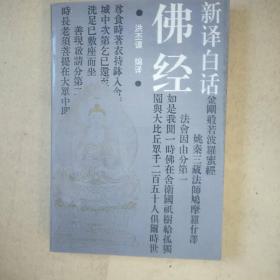 新译白话
佛经
洪丕谟 编译
金剛般若波羅蜜經
姚秦三藏法師鳩摩羅什譯
法會因由分第一
如是我聞一時佛在舍衛國祇樹給孤獨
園與大比丘眾千二百五十人俱爾時世
尊食時著衣持鉢入舍
城中次第乞已還至
洗足已敷座而坐
善現啟請分第二
時長老須菩提在大眾中